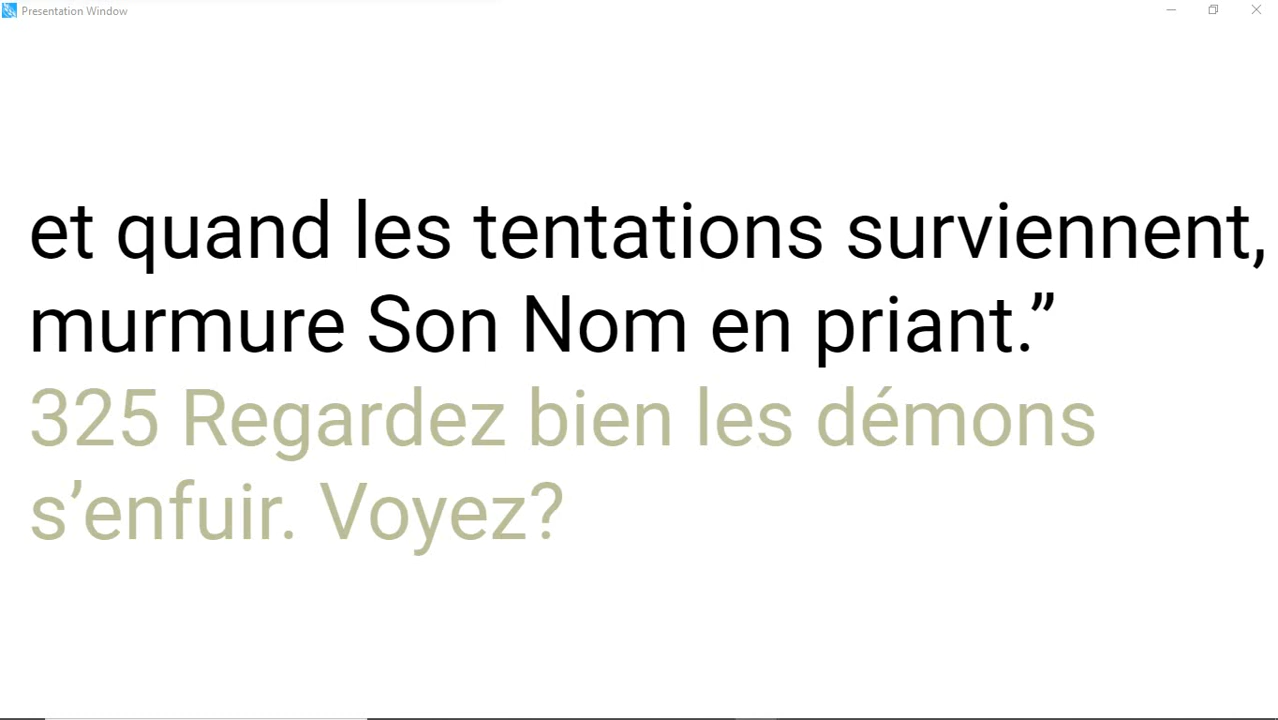 Presentation Window
et quand les tentations surviennent,
murmure Son Nom en priant.”
325 Regardez bien les démons
s’enfuir. Voyez?